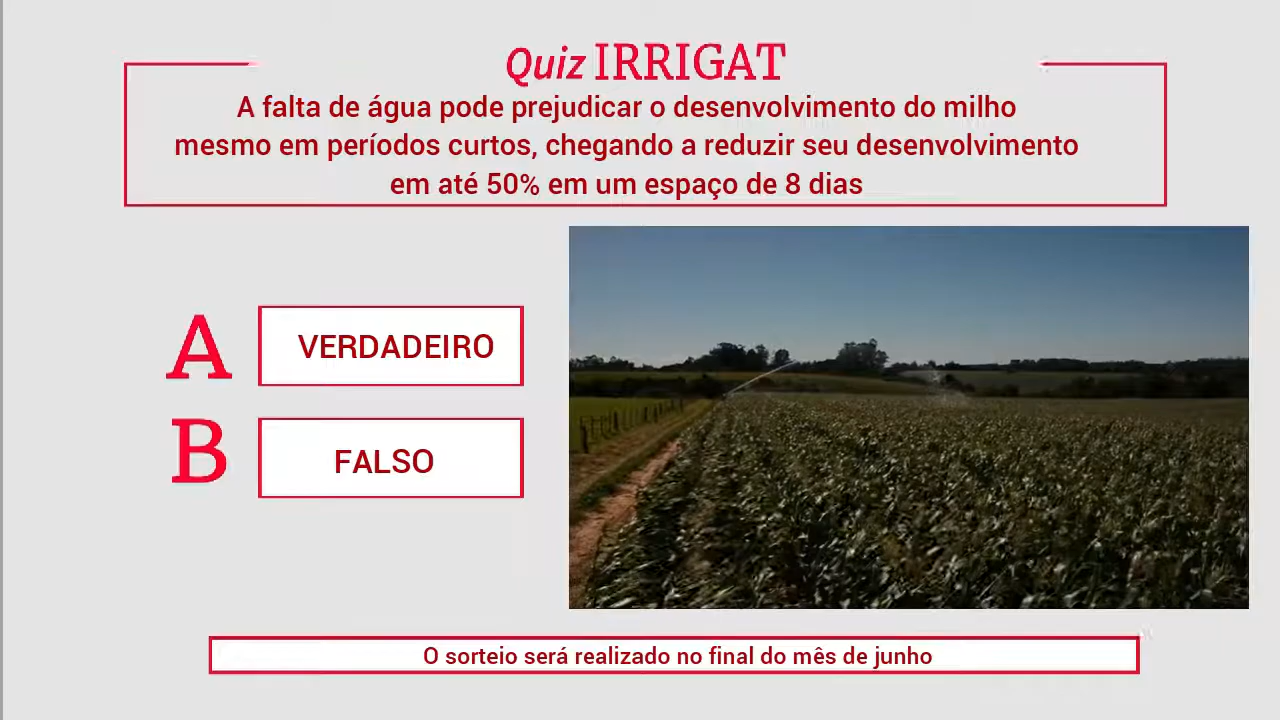 Quiz IRRIGAT
A falta de água pode prejudicar o desenvolvimento do milho
mesmo em períodos curtos, chegando a reduzir seu desenvolvimento
em até 50% em um espaço de 8 dias
A VERDADEIRO
B FALSO
O sorteio será realizado no final do mês de junho